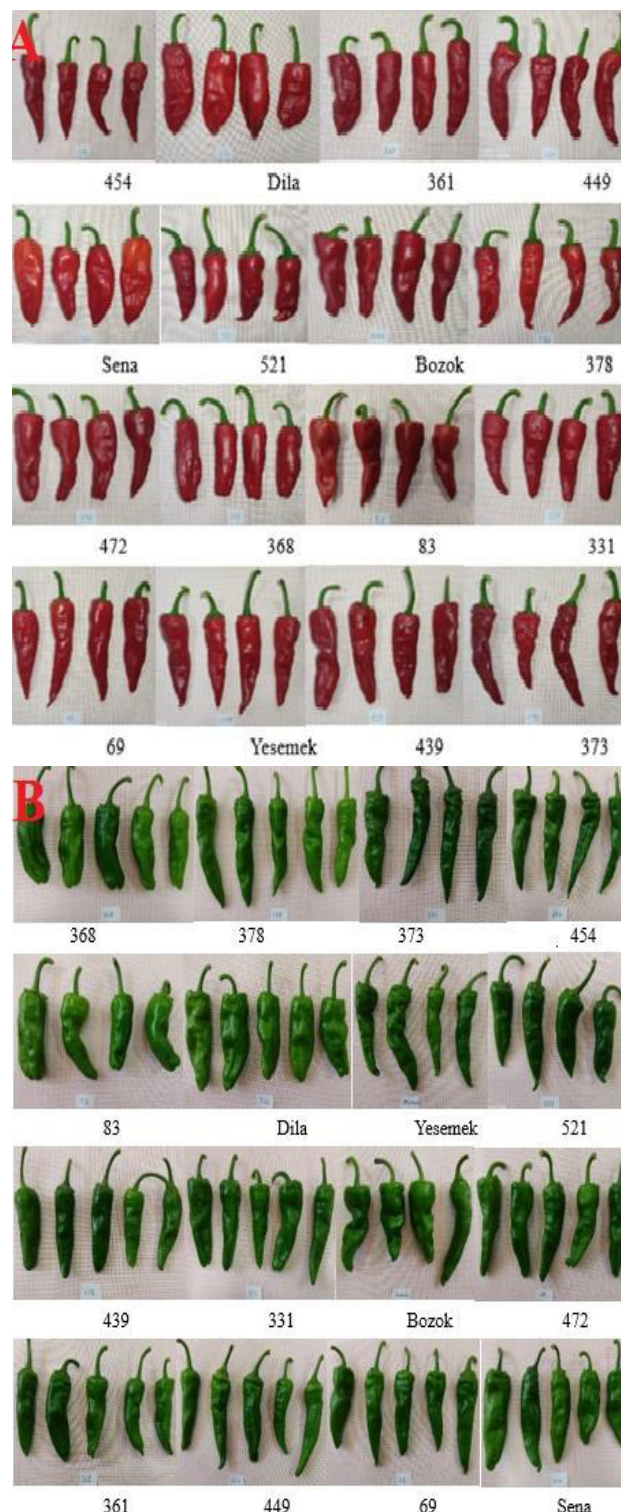 A
454 Dila 361 449
Sena 521 Bozok 378
472 368 83 331
69 Yesemek 439 373
B
368 378 373 454
83 Dila Yesemek 521
439 331 Bozok 472
361 449 69 Sena